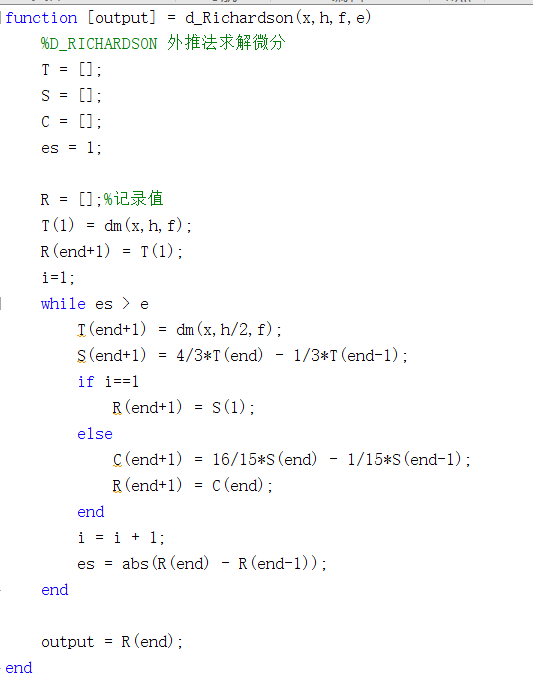 function [output] = d_Richardson(x,h,f,e)
%D_RICHARDSON 外推法求解微分
T = [];
S = [];
C = [];
es = 1;
R = [];%记录值
T(1) = dm(x,h,f);
R(end+1) = T(1);
i=1;
while es > e
T(end+1) = dm(x,h/2,f);
S(end+1) = 4/3*T(end) - 1/3*T(end-1);
if i==1
R(end+1) = S(1);
else
C(end+1) = 16/15*S(end) - 1/15*S(end-1);
R(end+1) = C(end);
end
i = i + 1;
es = abs(R(end) - R(end-1));
end
output = R(end);
end